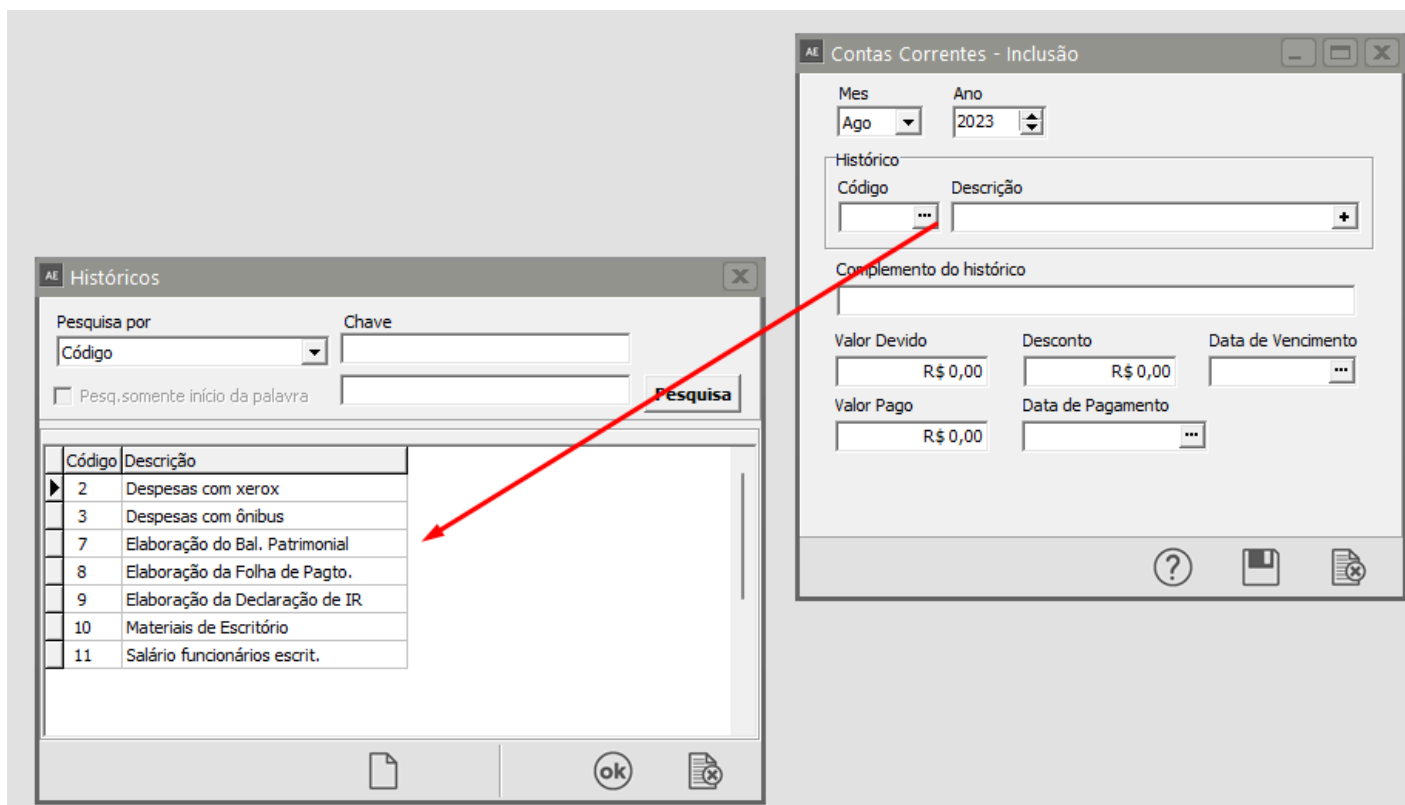 AE Contas Correntes - Inclusão
Mes Ano
Ago 2023
Histórico
Código Descrição
... +
Complemento do histórico
Valor Devido Desconto Data de Vencimento
R$ 0,00 R$ 0,00 ...
Valor Pago Data de Pagamento
R$ 0,00 ...
?
AE Históricos
Pesquisa por Chave
Código
Pesq.somente início da palavra Pesquisa
Código Descrição
2 Despesas com xerox
3 Despesas com ônibus
7 Elaboração do Bal. Patrimonial
8 Elaboração da Folha de Pagto.
9 Elaboração da Declaração de IR
10 Materiais de Escritório
11 Salário funcionários escrit.
ok